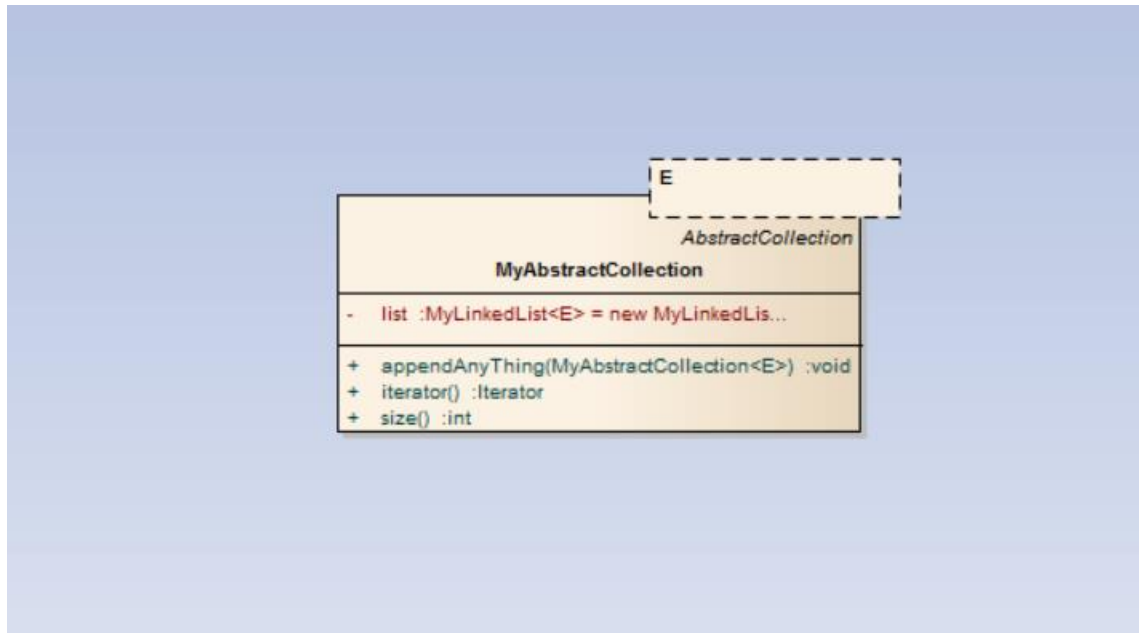 E
AbstractCollection
MyAbstractCollection
- list :MyLinkedList<E> = new MyLinkedLis...
+ appendAnyThing(MyAbstractCollection<E>) :void
+ iterator() :Iterator
+ size() :int